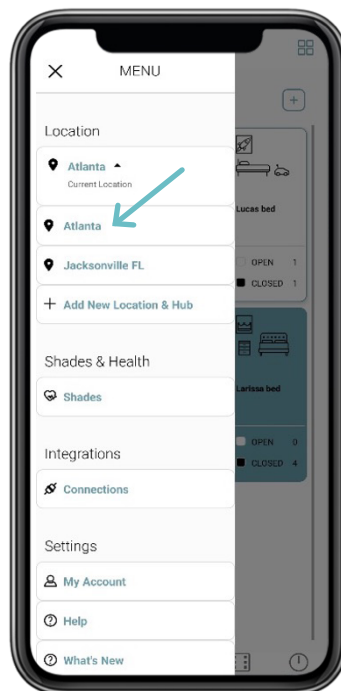 MENU
Location
Atlanta
Current Location
Atlanta
Jacksonville FL
Add New Location & Hub
Shades & Health
Shades
Integrations
Connections
Settings
My Account
Help
What's New
Lucas bed
OPEN 1
CLOSED 1
Larissa bed
OPEN 0
CLOSED 4